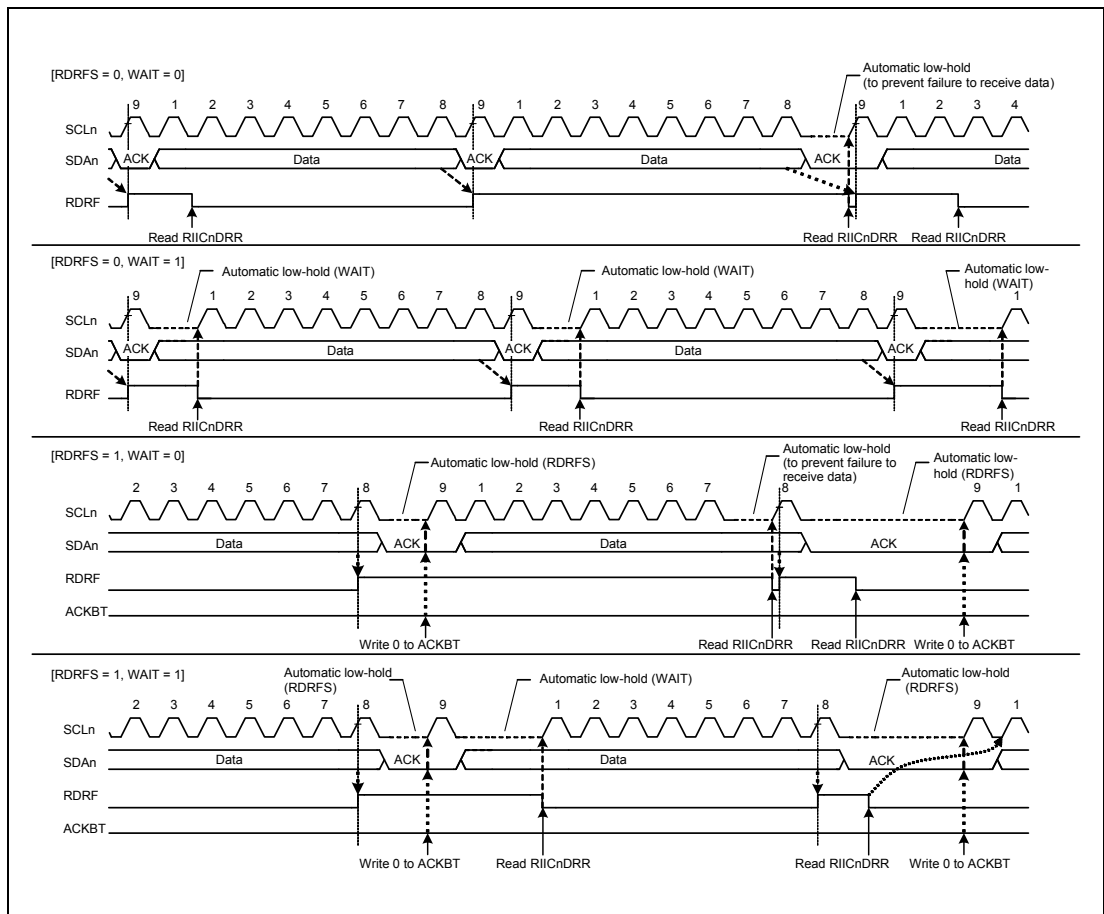 [RDRFS = 0, WAIT = 0]
Automatic low-hold
(to prevent failure to receive data)
9 1 2 3 4 5 6 7 8 9 1 2 3 4 5 6 7 8 9 1 2 3 4
SCLn
SDAn ACK Data ACK Data ACK Data
RDRF
Read RIICnDRR Read RIICnDRR Read RIICnDRR
[RDRFS = 0, WAIT = 1]
Automatic low-hold (WAIT) Automatic low-hold (WAIT) Automatic low-
hold (WAIT)
9 1 2 3 4 5 6 7 8 9 1 2 3 4 5 6 7 8 9 1
SCLn
SDAn ACK Data ACK Data ACK
RDRF
Read RIICnDRR Read RIICnDRR Read RIICnDRR
[RDRFS = 1, WAIT = 0]
Automatic low-hold (RDRFS) Automatic low-hold
(to prevent failure to
receive data) Automatic low-
hold (RDRFS)
2 3 4 5 6 7 8 9 1 2 3 4 5 6 7 8 9 1
SCLn
SDAn Data ACK Data ACK
RDRF
ACKBT
Write 0 to ACKBT Read RIICnDRR Read RIICnDRR Write 0 to ACKBT
[RDRFS = 1, WAIT = 1]
Automatic low-hold
(RDRFS) Automatic low-hold (WAIT) Automatic low-hold
(RDRFS)
2 3 4 5 6 7 8 9 1 2 3 4 5 6 7 8 9 1
SCLn
SDAn Data ACK Data ACK
RDRF
ACKBT
Write 0 to ACKBT Read RIICnDRR Read RIICnDRR Write 0 to ACKBT